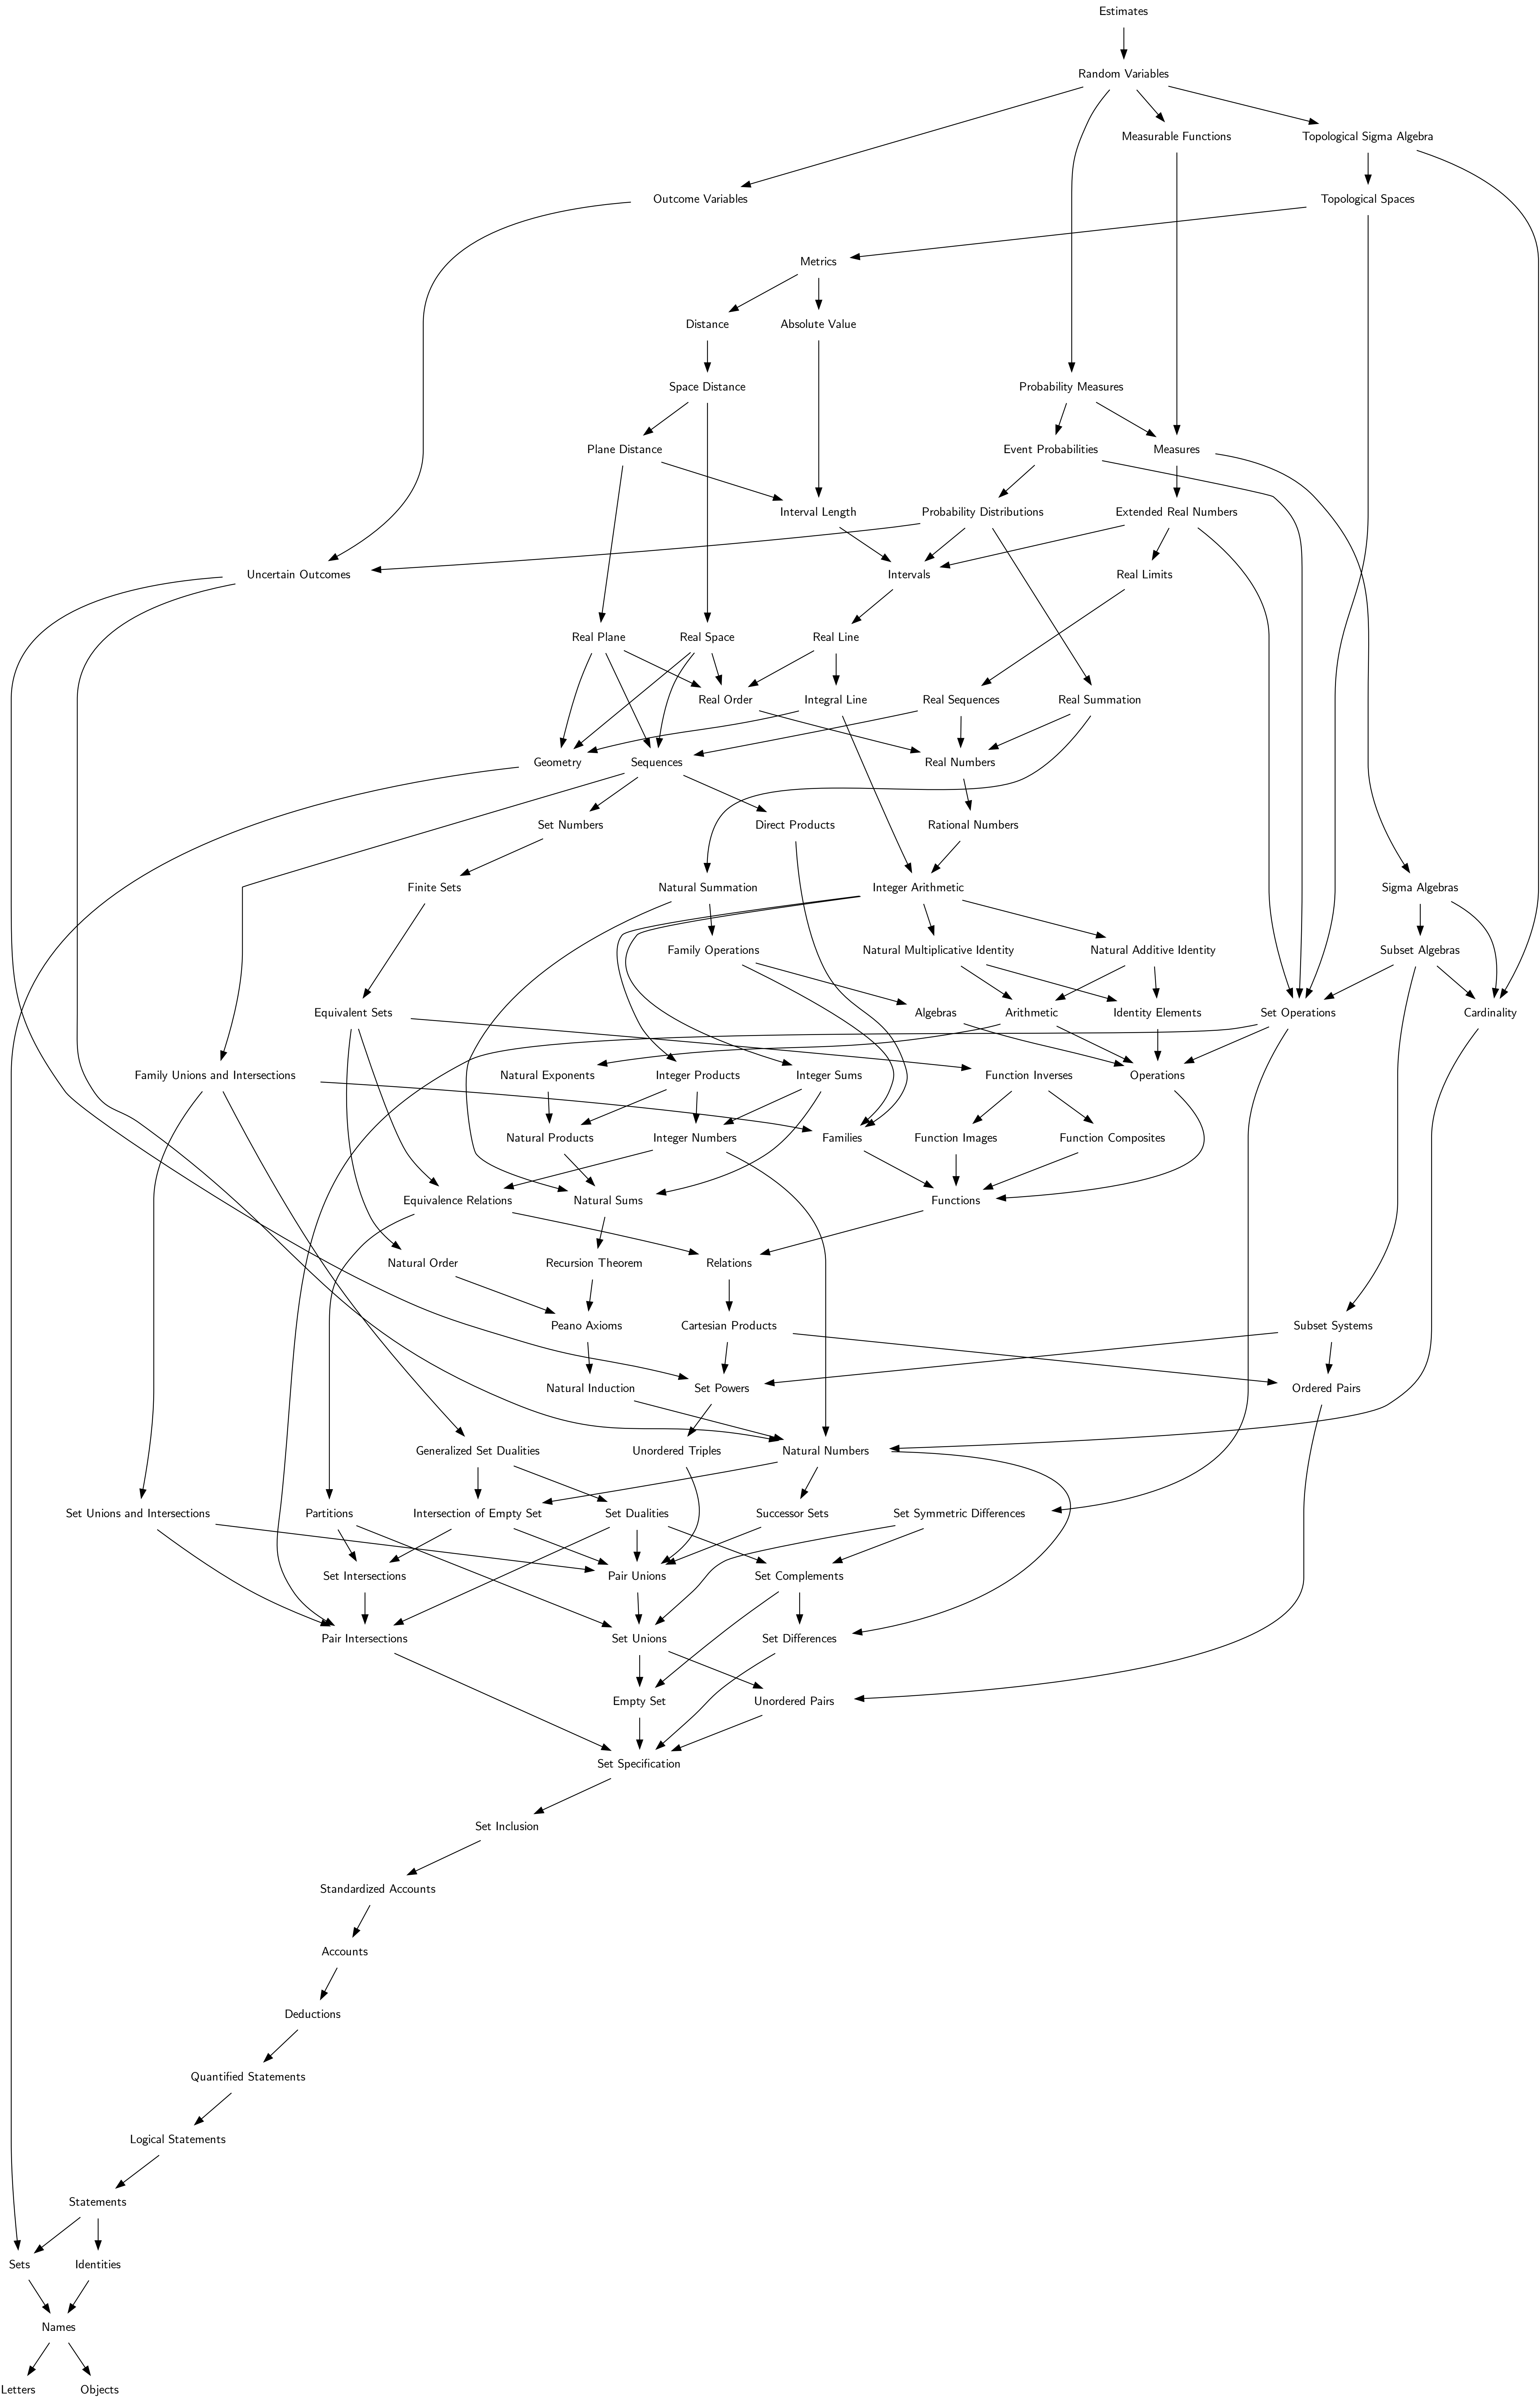 Estimates
Random Variables
Measurable Functions
Topological Sigma Algebra
Outcome Variables
Topological Spaces
Metrics
Distance
Absolute Value
Space Distance
Probability Measures
Plane Distance
Event Probabilities
Measures
Interval Length
Probability Distributions
Extended Real Numbers
Uncertain Outcomes
Intervals
Real Limits
Real Plane
Real Space
Real Line
Real Order
Integral Line
Real Sequences
Real Summation
Geometry
Sequences
Real Numbers
Set Numbers
Direct Products
Rational Numbers
Finite Sets
Natural Summation
Integer Arithmetic
Sigma Algebras
Family Operations
Natural Multiplicative Identity
Natural Additive Identity
Subset Algebras
Equivalent Sets
Algebras
Arithmetic
Identity Elements
Set Operations
Cardinality
Family Unions and Intersections
Natural Exponents
Integer Products
Integer Sums
Function Inverses
Operations
Natural Products
Integer Numbers
Families
Function Images
Function Composites
Equivalence Relations
Natural Sums
Functions
Natural Order
Recursion Theorem
Relations
Peano Axioms
Cartesian Products
Subset Systems
Natural Induction
Set Powers
Ordered Pairs
Generalized Set Dualities
Unordered Triples
Natural Numbers
Set Unions and Intersections
Partitions
Intersection of Empty Set
Set Dualities
Successor Sets
Set Symmetric Differences
Set Intersections
Pair Unions
Set Complements
Pair Intersections
Set Unions
Set Differences
Empty Set
Unordered Pairs
Set Specification
Set Inclusion
Standardized Accounts
Accounts
Deductions
Quantified Statements
Logical Statements
Statements
Sets
Identities
Names
Letters
Objects